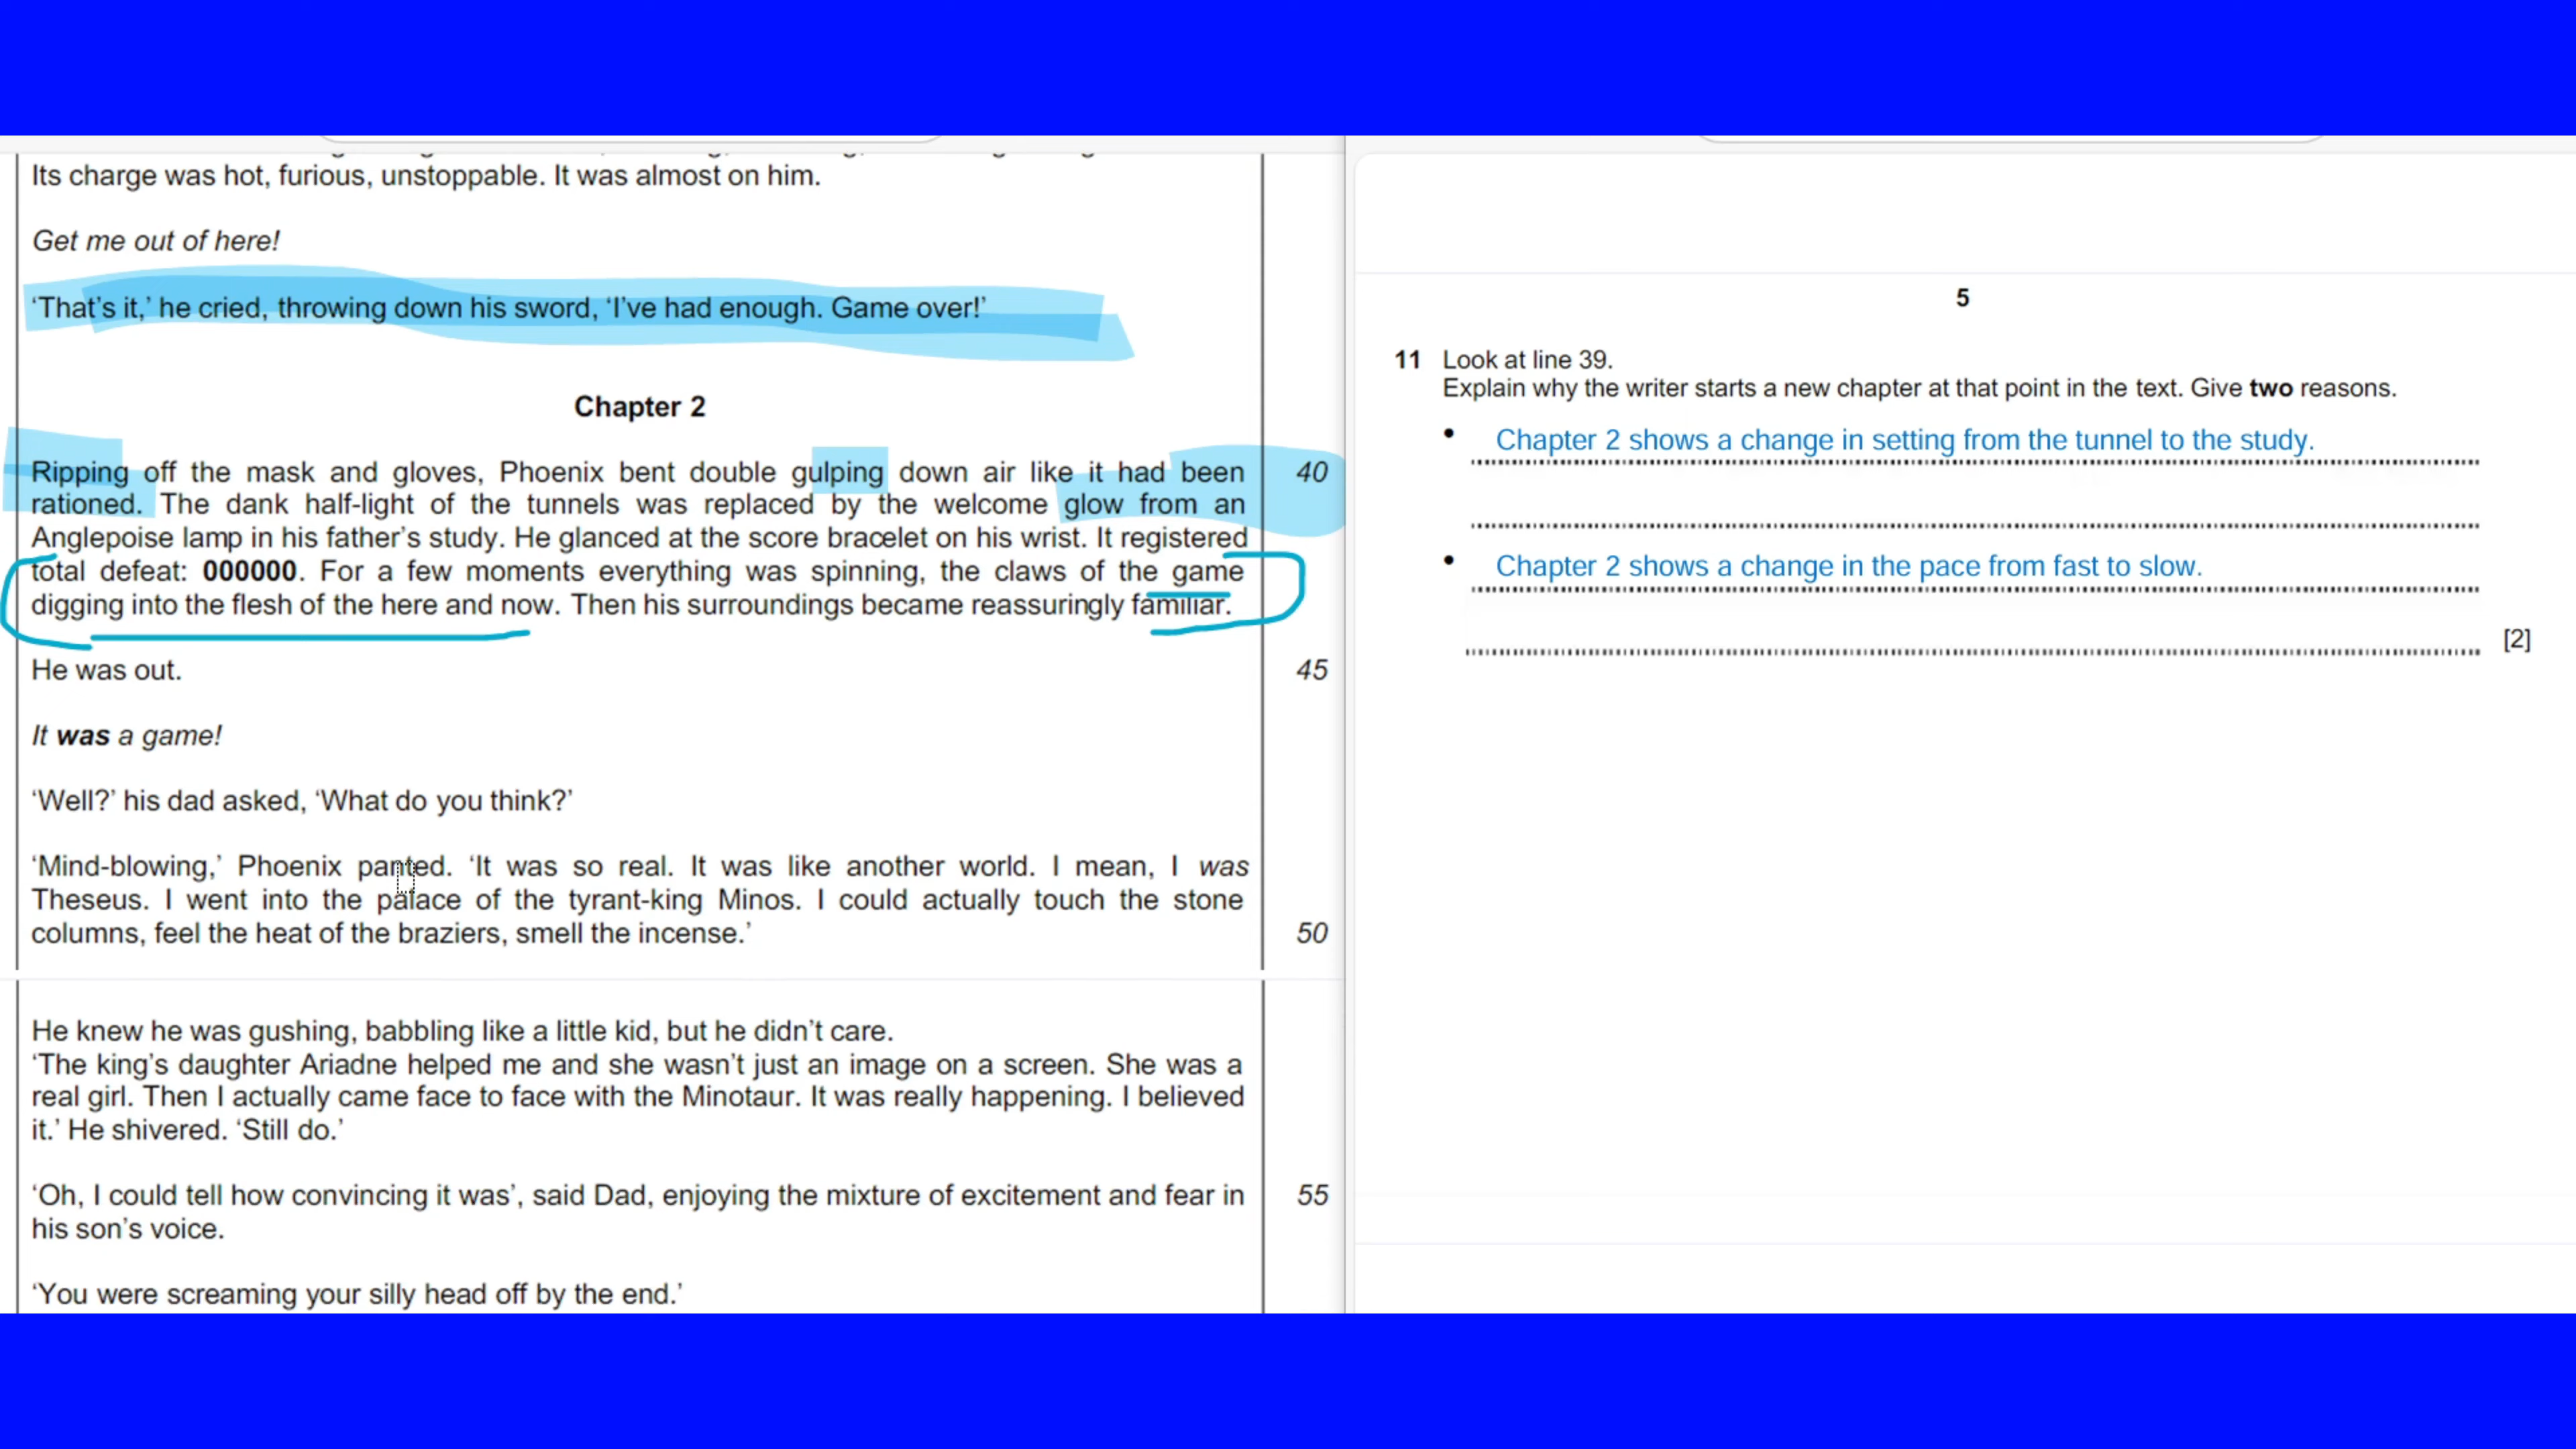 Its charge was hot, furious, unstoppable. It was almost on him.
Get me out of here!
‘That’s it,’ he cried, throwing down his sword, ‘I’ve had enough. Game over!’
Chapter 2
Ripping off the mask and gloves, Phoenix bent double gulping down air like it had been 40
rationed. The dank half-light of the tunnels was replaced by the welcome glow from an
Anglepoise lamp in his father’s study. He glanced at the score bracelet on his wrist. It registered
total defeat: 000000. For a few moments everything was spinning, the claws of the game
digging into the flesh of the here and now. Then his surroundings became reassuringly familiar.
He was out. 45
It was a game!
‘Well?’ his dad asked, ‘What do you think?’
‘Mind-blowing,’ Phoenix panted. ‘It was so real. It was like another world. I mean, I was
Theseus. I went into the palace of the tyrant-king Minos. I could actually touch the stone
columns, feel the heat of the braziers, smell the incense.’ 50
He knew he was gushing, babbling like a little kid, but he didn’t care.
‘The king’s daughter Ariadne helped me and she wasn’t just an image on a screen. She was a
real girl. Then I actually came face to face with the Minotaur. It was really happening. I believed
it.’ He shivered. ‘Still do.’
‘Oh, I could tell how convincing it was’, said Dad, enjoying the mixture of excitement and fear in 55
his son’s voice.
‘You were screaming your silly head off by the end.’
5
11 Look at line 39.
Explain why the writer starts a new chapter at that point in the text. Give two reasons.
• Chapter 2 shows a change in setting from the tunnel to the study.
• Chapter 2 shows a change in the pace from fast to slow.
[2]